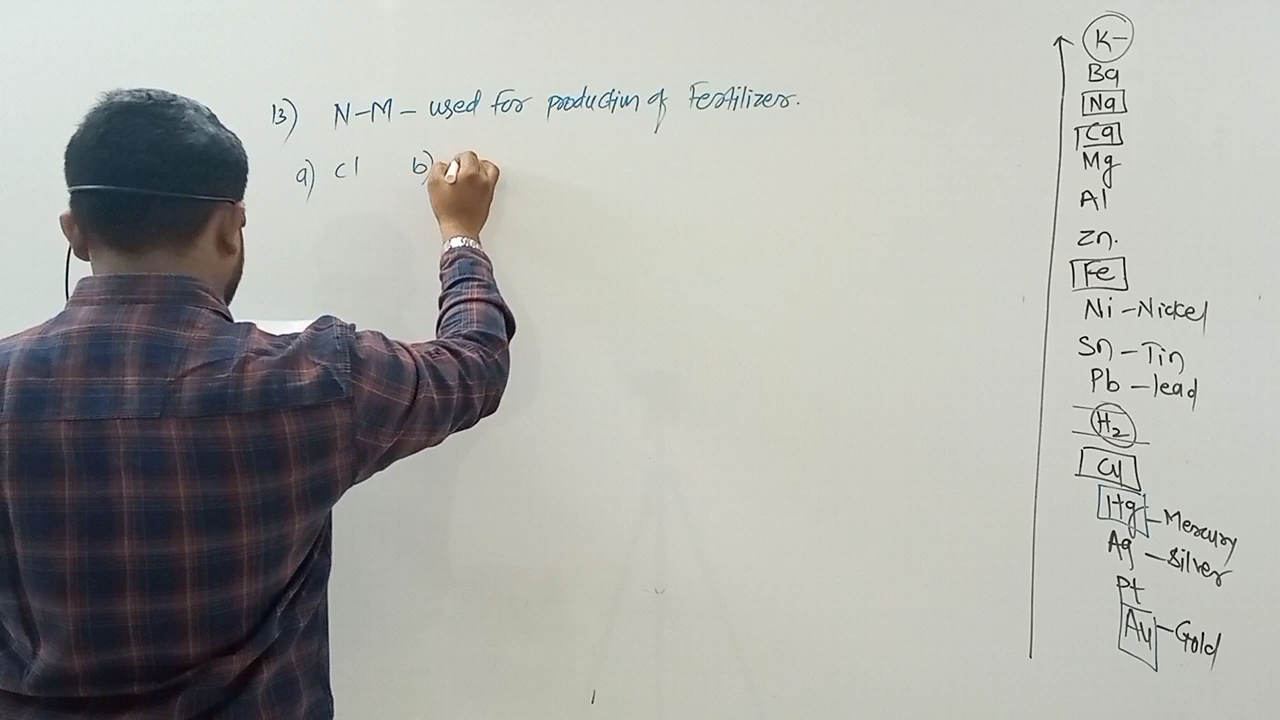 13) N-M - used for production of Fertilizer.
a) Cl b)
K
Ba
Na
Ca
Mg
Al
Zn.
Fe
Ni - Nickel
Sn - Tin
Pb - lead
H2
Cu
Hg - Mercury
Ag - Silver
Pt
Au - Gold